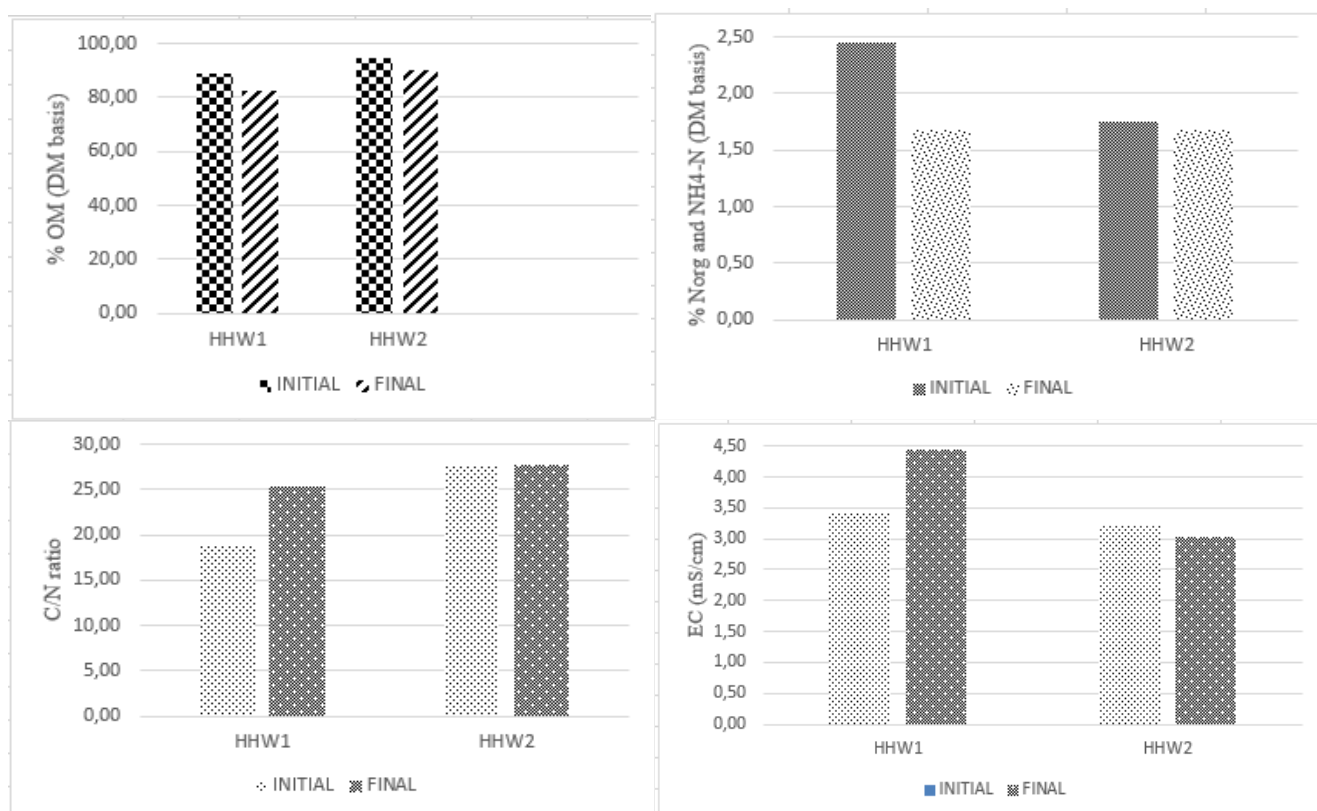 % OM (DM basis)
100,00
80,00
60,00
40,00
20,00
0,00
HHW1 HHW2
INITIAL FINAL
% Norg and NH4-N (DM basis)
2,50
2,00
1,50
1,00
0,50
0,00
HHW1 HHW2
INITIAL FINAL
C/N ratio
30,00
25,00
20,00
15,00
10,00
5,00
0,00
HHW1 HHW2
INITIAL FINAL
EC (mS/cm)
4,50
4,00
3,50
3,00
2,50
2,00
1,50
1,00
0,50
0,00
HHW1 HHW2
INITIAL FINAL